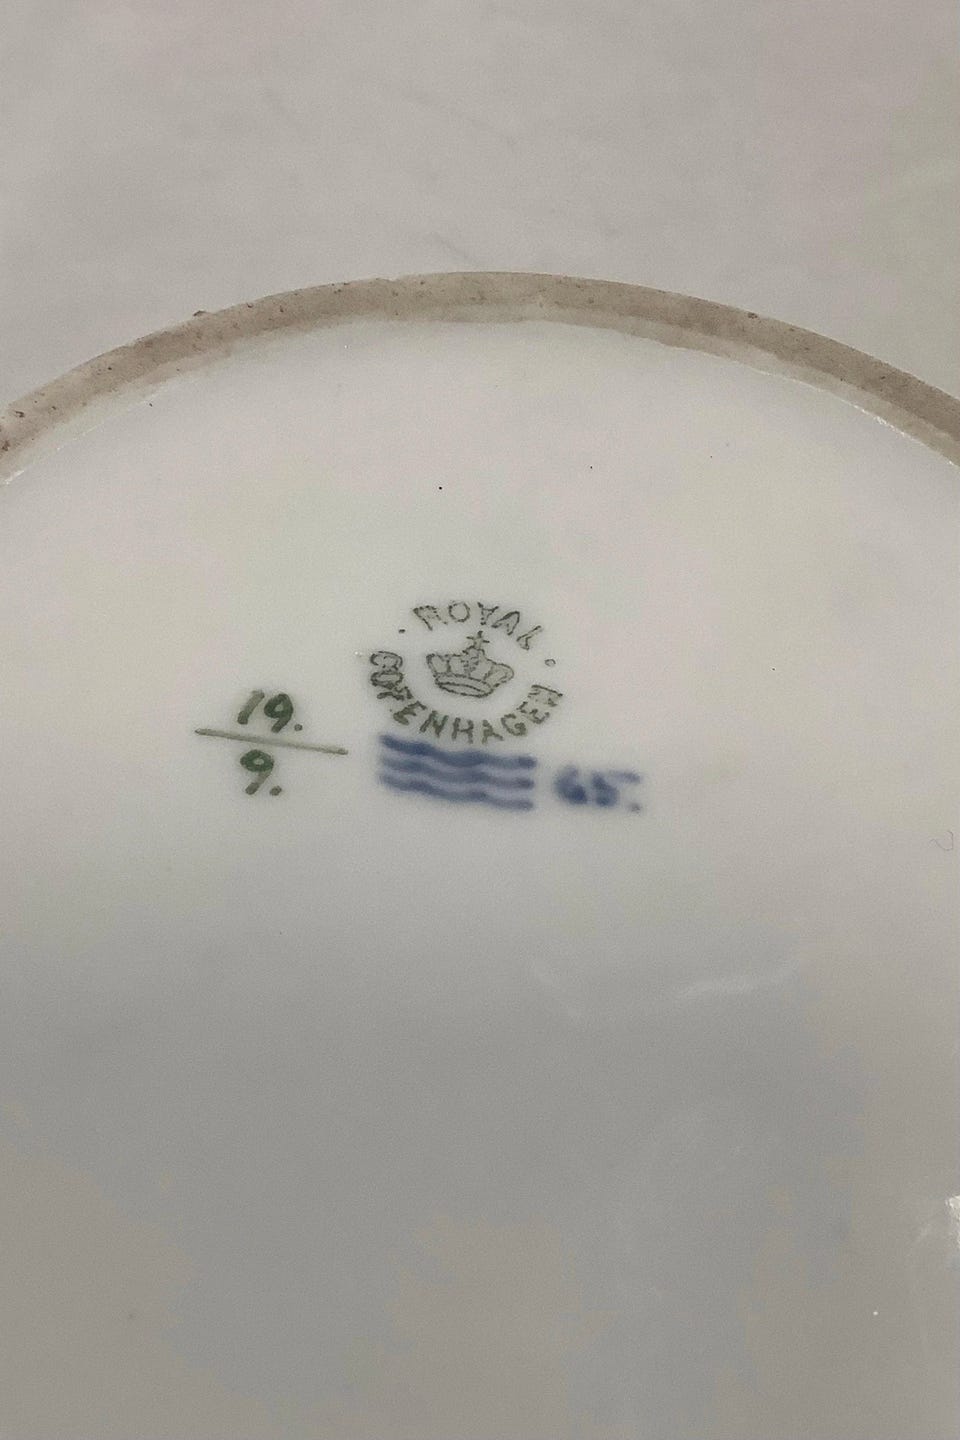 ROYAL
COPENHAGEN
19.
9.
65.